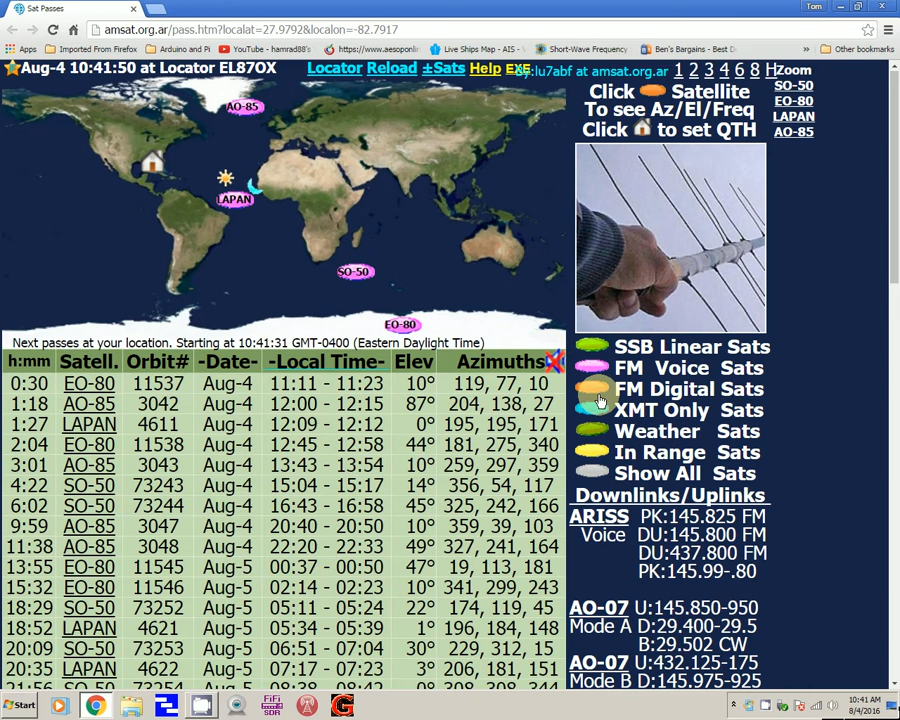 Sat Passes
Tom
amsat.org.ar/pass.htm?localat=27.9792&localon=-82.7917
Apps Imported From Firefox Arduino and Pi YouTube - hamrad8's https://www.aesoponlin Live Ships Map - AIS - Short-Wave Frequency Ben's Bargains - Best D » Other bookmarks
Aug-4 10:41:50 at Locator EL87OX Locator Reload ±Sats Help EXE by:lu7abf at amsat.org.ar 1 2 3 4 5 6 8 H Zoom
SO-50
EO-80
LAPAN
AO-85
Click Satellite
To see Az/El/Freq
Click to set QTH
AO-85
LAPAN
SO-50
EO-80
Next passes at your location. Starting at 10:41:31 GMT-0400 (Eastern Daylight Time)
h:mm Satell. Orbit# -Date- -Local Time- Elev Azimuths
0:30 EO-80 11537 Aug-4 11:11 - 11:23 10° 119, 77, 10
1:18 AO-85 3042 Aug-4 12:00 - 12:15 87° 204, 138, 27
1:27 LAPAN 4611 Aug-4 12:09 - 12:12 0° 195, 195, 171
2:04 EO-80 11538 Aug-4 12:45 - 12:58 44° 181, 275, 340
3:01 AO-85 3043 Aug-4 13:43 - 13:54 10° 259, 297, 359
4:22 SO-50 73243 Aug-4 15:04 - 15:17 14° 356, 54, 117
6:02 SO-50 73244 Aug-4 16:43 - 16:58 45° 325, 242, 166
9:59 AO-85 3047 Aug-4 20:40 - 20:50 10° 359, 39, 103
11:38 AO-85 3048 Aug-4 22:20 - 22:33 49° 327, 241, 164
13:55 EO-80 11545 Aug-5 00:37 - 00:50 47° 19, 113, 181
15:32 EO-80 11546 Aug-5 02:14 - 02:23 10° 341, 299, 243
18:29 SO-50 73252 Aug-5 05:11 - 05:24 22° 174, 119, 45
18:52 LAPAN 4621 Aug-5 05:34 - 05:39 1° 196, 184, 148
20:09 SO-50 73253 Aug-5 06:51 - 07:04 30° 229, 312, 15
20:35 LAPAN 4622 Aug-5 07:17 - 07:23 3° 206, 181, 151
SSB Linear Sats
FM Voice Sats
FM Digital Sats
XMT Only Sats
Weather Sats
In Range Sats
Show All Sats
Downlinks/Uplinks
ARISS PK:145.825 FM
Voice DU:145.800 FM
DU:437.800 FM
PK:145.99-.80
AO-07 U:145.850-950
Mode A D:29.400-29.5
B:29.502 CW
AO-07 U:432.125-175
Mode B D:145.975-925
Start
FiFi
SDR
10:41 AM
8/4/2016